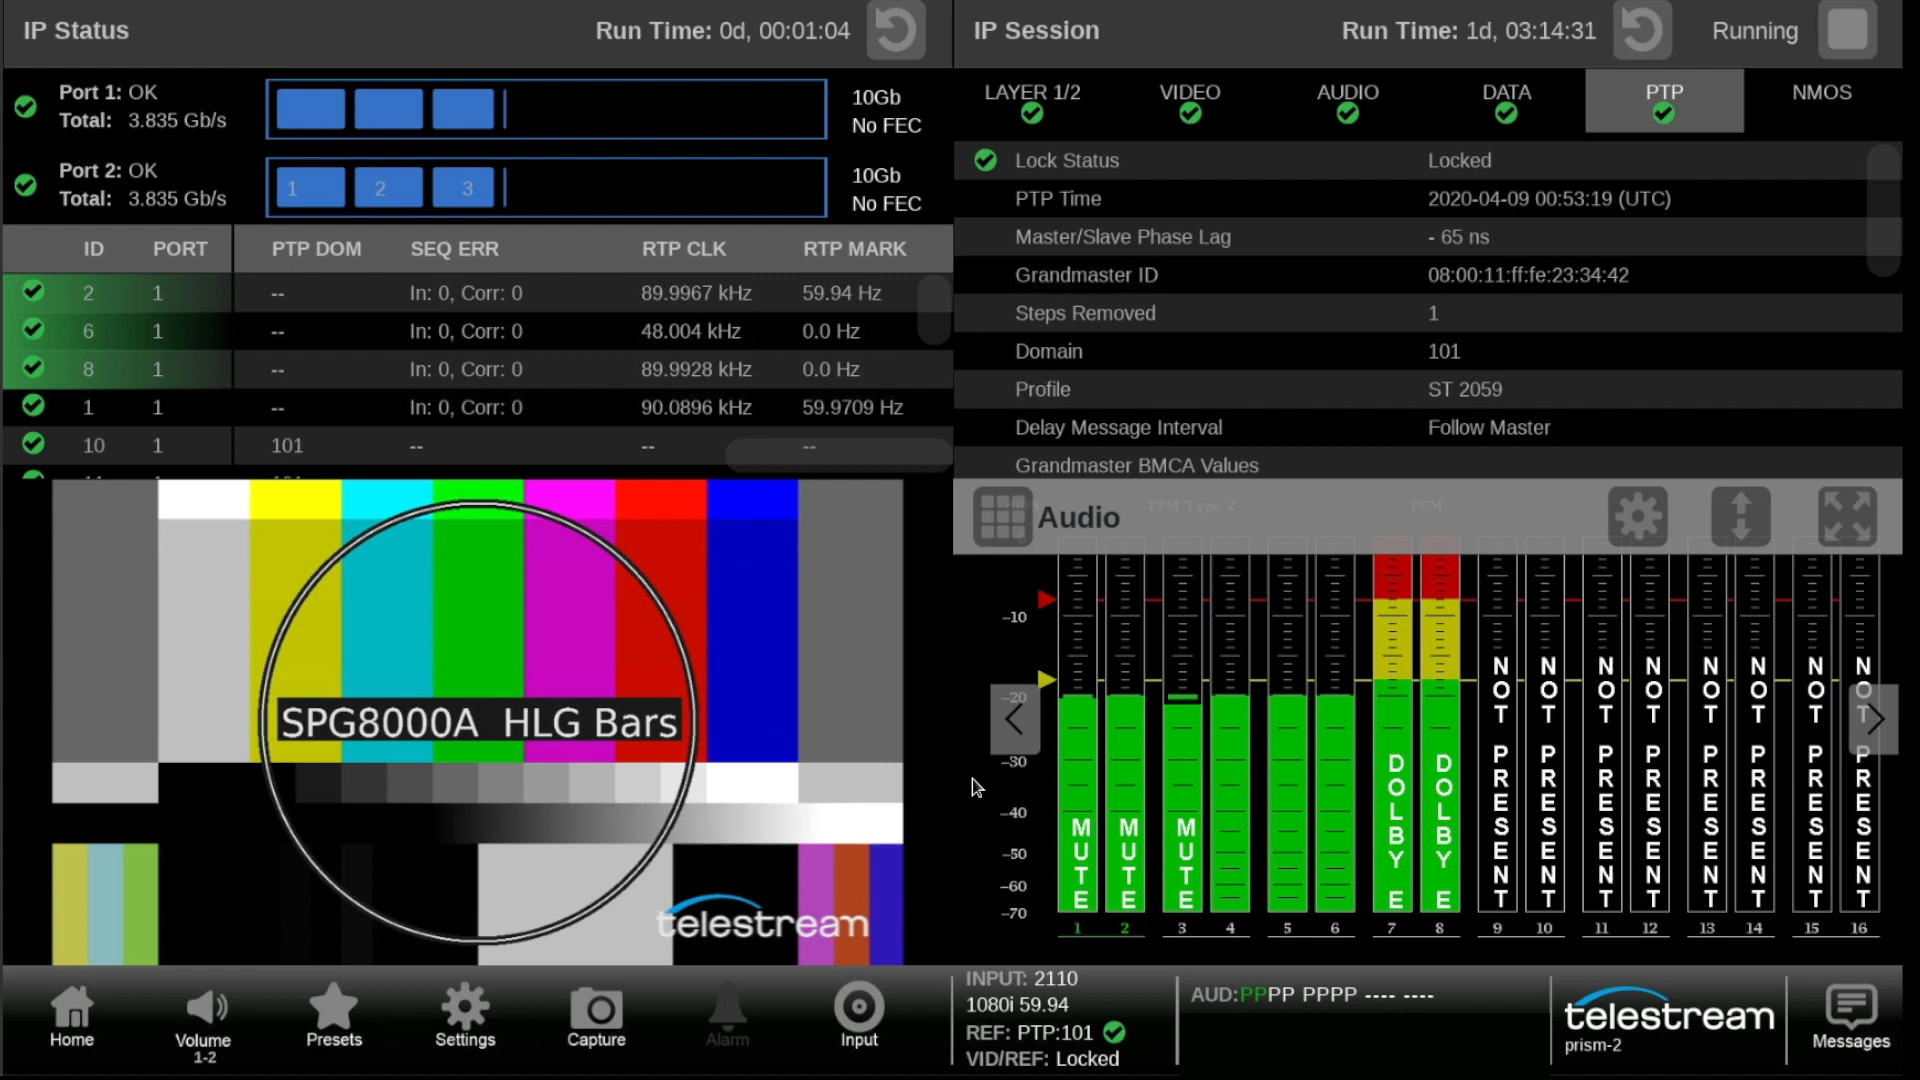 IP Status
Run Time: 0d, 00:01:04
Port 1: OK
Total: 3.835 Gb/s
10Gb
No FEC
Port 2: OK
Total: 3.835 Gb/s
1 2 3
10Gb
No FEC
ID PORT PTP DOM SEQ ERR RTP CLK RTP MARK
2 1 -- In: 0, Corr: 0 89.9967 kHz 59.94 Hz
6 1 -- In: 0, Corr: 0 48.004 kHz 0.0 Hz
8 1 -- In: 0, Corr: 0 89.9928 kHz 0.0 Hz
1 1 -- In: 0, Corr: 0 90.0896 kHz 59.9709 Hz
10 1 101 -- -- --
IP Session
Run Time: 1d, 03:14:31
Running
LAYER 1/2 VIDEO AUDIO DATA PTP NMOS
Lock Status Locked
PTP Time 2020-04-09 00:53:19 (UTC)
Master/Slave Phase Lag - 65 ns
Grandmaster ID 08:00:11:ff:fe:23:34:42
Steps Removed 1
Domain 101
Profile ST 2059
Delay Message Interval Follow Master
Grandmaster BMCA Values
SPG8000A HLG Bars
telestream
Audio
PPM Type 2
PCM
-10
-20
-30
-40
-50
-60
-70
MUTE
MUTE
MUTE
DOLBY E
DOLBY E
NOT PRESENT
NOT PRESENT
NOT PRESENT
NOT PRESENT
NOT PRESENT
NOT PRESENT
NOT PRESENT
NOT PRESENT
1 2 3 4 5 6 7 8 9 10 11 12 13 14 15 16
Home
Volume
1-2
Presets
Settings
Capture
Alarm
Input
INPUT: 2110
1080i 59.94
REF: PTP:101
VID/REF: Locked
AUD:PPPP PPPP ---- ----
telestream
prism-2
Messages